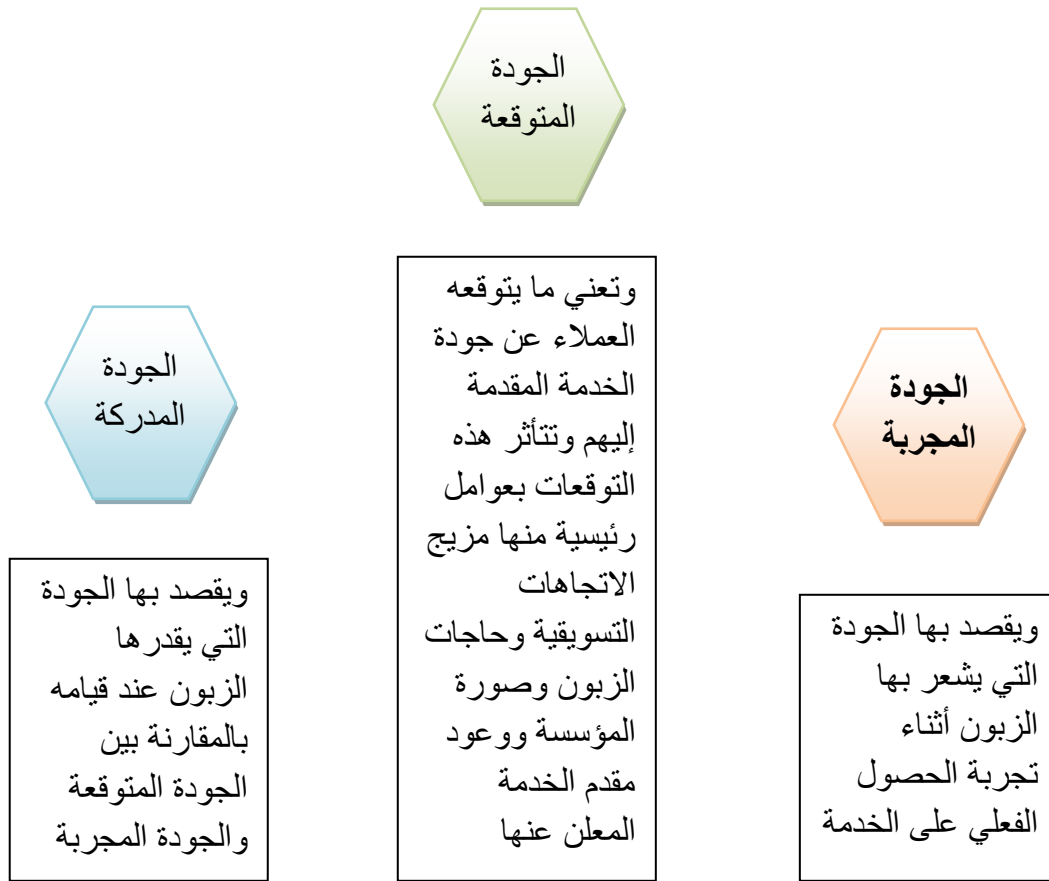 الجودة
المتوقعة
وتعني ما يتوقعه
العملاء عن جودة
الخدمة المقدمة
إليهم وتتأثر هذه
التوقعات بعوامل
رئيسية منها مزيج
الاتجاهات
التسويقية وحاجات
الزبون وصورة
المؤسسة ووعود
مقدم الخدمة
المعلن عنها
الجودة
المجربة
ويقصد بها الجودة
التي يشعر بها
الزبون أثناء
تجربة الحصول
الفعلي على الخدمة
الجودة
المدركة
ويقصد بها الجودة
التي يقدرها
الزبون عند قيامه
بالمقارنة بين
الجودة المتوقعة
والجودة المجربة